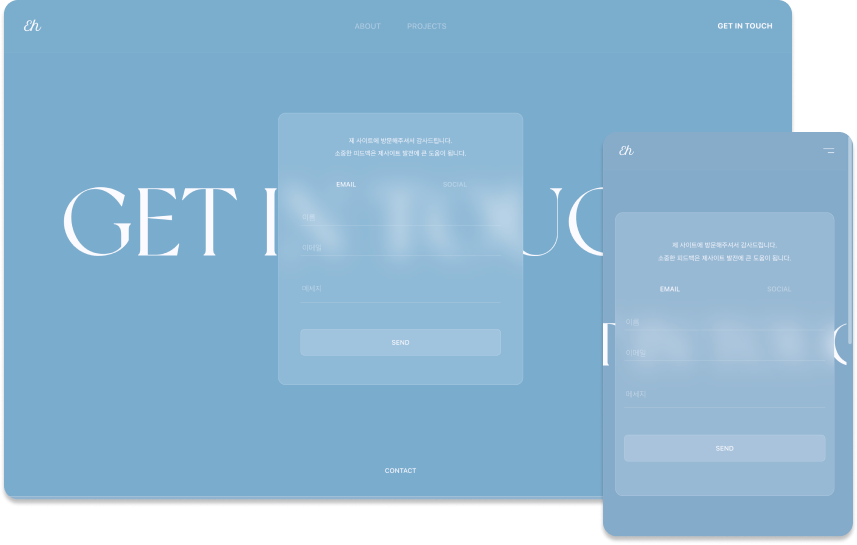 Eh
ABOUT PROJECTS
GET IN TOUCH
GET IN TOUC
제 사이트에 방문해주셔서 감사드립니다.
소중한 피드백은 제사이트 발전에 큰 도움이 됩니다.
EMAIL SOCIAL
이름
이메일
메세지
SEND
CONTACT
Eh
제 사이트에 방문해주셔서 감사드립니다.
소중한 피드백은 제사이트 발전에 큰 도움이 됩니다.
EMAIL SOCIAL
이름
이메일
메세지
SEND